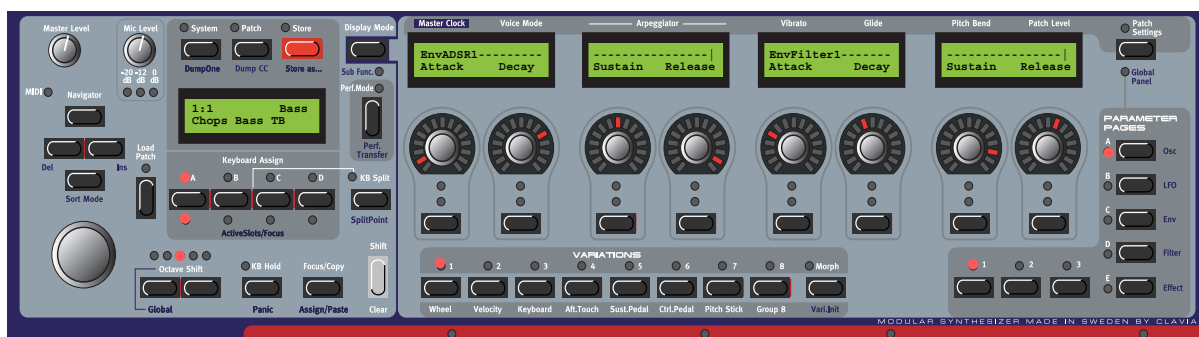 Master Level
Mic Level
-20 -12 0
dB dB dB
System
Patch
Store
DumpOne
Dump CC
Store as...
Display Mode
Sub Func.
Perf.Mode
Perf.
Transfer
MIDI
Navigator
Del
Ins
Sort Mode
Load
Patch
1:1 Bass
Chops Bass TB
Keyboard Assign
A
B
C
D
KB Split
ActiveSlots/Focus
SplitPoint
Octave Shift
Global
KB Hold
Panic
Focus/Copy
Assign/Paste
Shift
Clear
Master Clock
Voice Mode
Arpeggiator
Vibrato
Glide
Pitch Bend
Patch Level
EnvADSR1-------
Attack Decay
---------------|
Sustain Release
EnvFilter1-----
Attack Decay
---------------|
Sustain Release
Patch
Settings
Global
Panel
PARAMETER
PAGES
A
Osc
B
LFO
C
Env
D
Filter
E
Effect
VARIATIONS
1
2
3
4
5
6
7
8
Morph
Wheel
Velocity
Keyboard
Aft.Touch
Sust.Pedal
Ctrl.Pedal
Pitch Stick
Group 8
Vari.Init
1
2
3
MODULAR SYNTHESIZER MADE IN SWEDEN BY CLAVIA